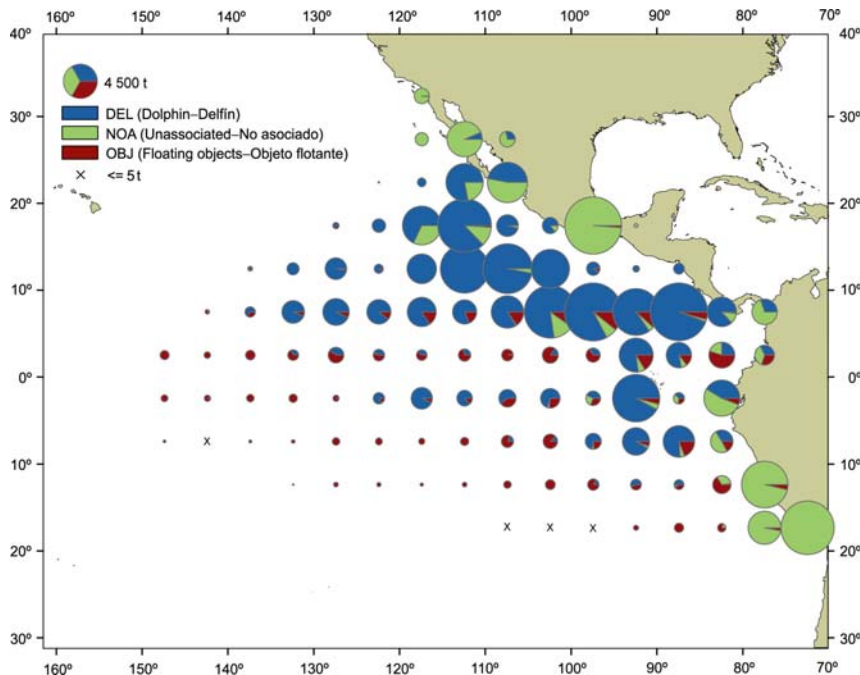 160º 150º 140º 130º 120º 110º 100º 90º 80º 70º
40º 40º
4 500 t
DEL (Dolphin–Delfín)
30º 30º
NOA (Unassociated–No asociado)
OBJ (Floating objects–Objeto flotante)
x <= 5 t
20º 20º
10º 10º
0º 0º
x
10º 10º
x x x
20º 20º
30º 30º
160º 150º 140º 130º 120º 110º 100º 90º 80º 70º